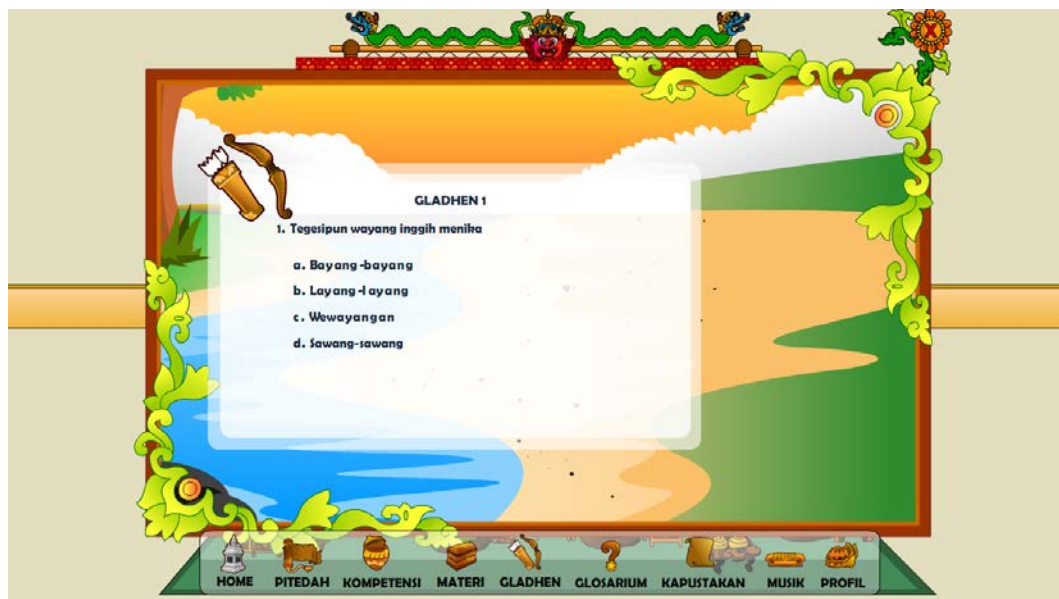 X
GLADHEN 1
1. Tegesipun wayang inggih menika
a. Bayang-bayang
b. Layang-layang
c. Wewayangan
d. Sawang-sawang
HOME PITEDAH KOMPETENSI MATERI GLADHEN GLOSARIUM KAPUSTAKAN MUSIK PROFIL